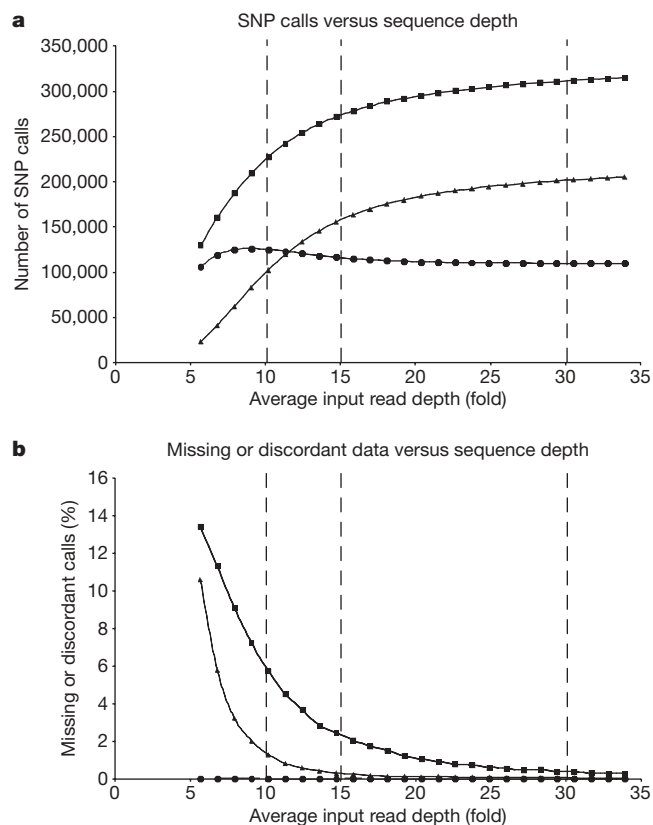 a
SNP calls versus sequence depth
Number of SNP calls
350,000
300,000
250,000
200,000
150,000
100,000
50,000
0
0 5 10 15 20 25 30 35
Average input read depth (fold)
b
Missing or discordant data versus sequence depth
Missing or discordant calls (%)
16
14
12
10
8
6
4
2
0
0 5 10 15 20 25 30 35
Average input read depth (fold)